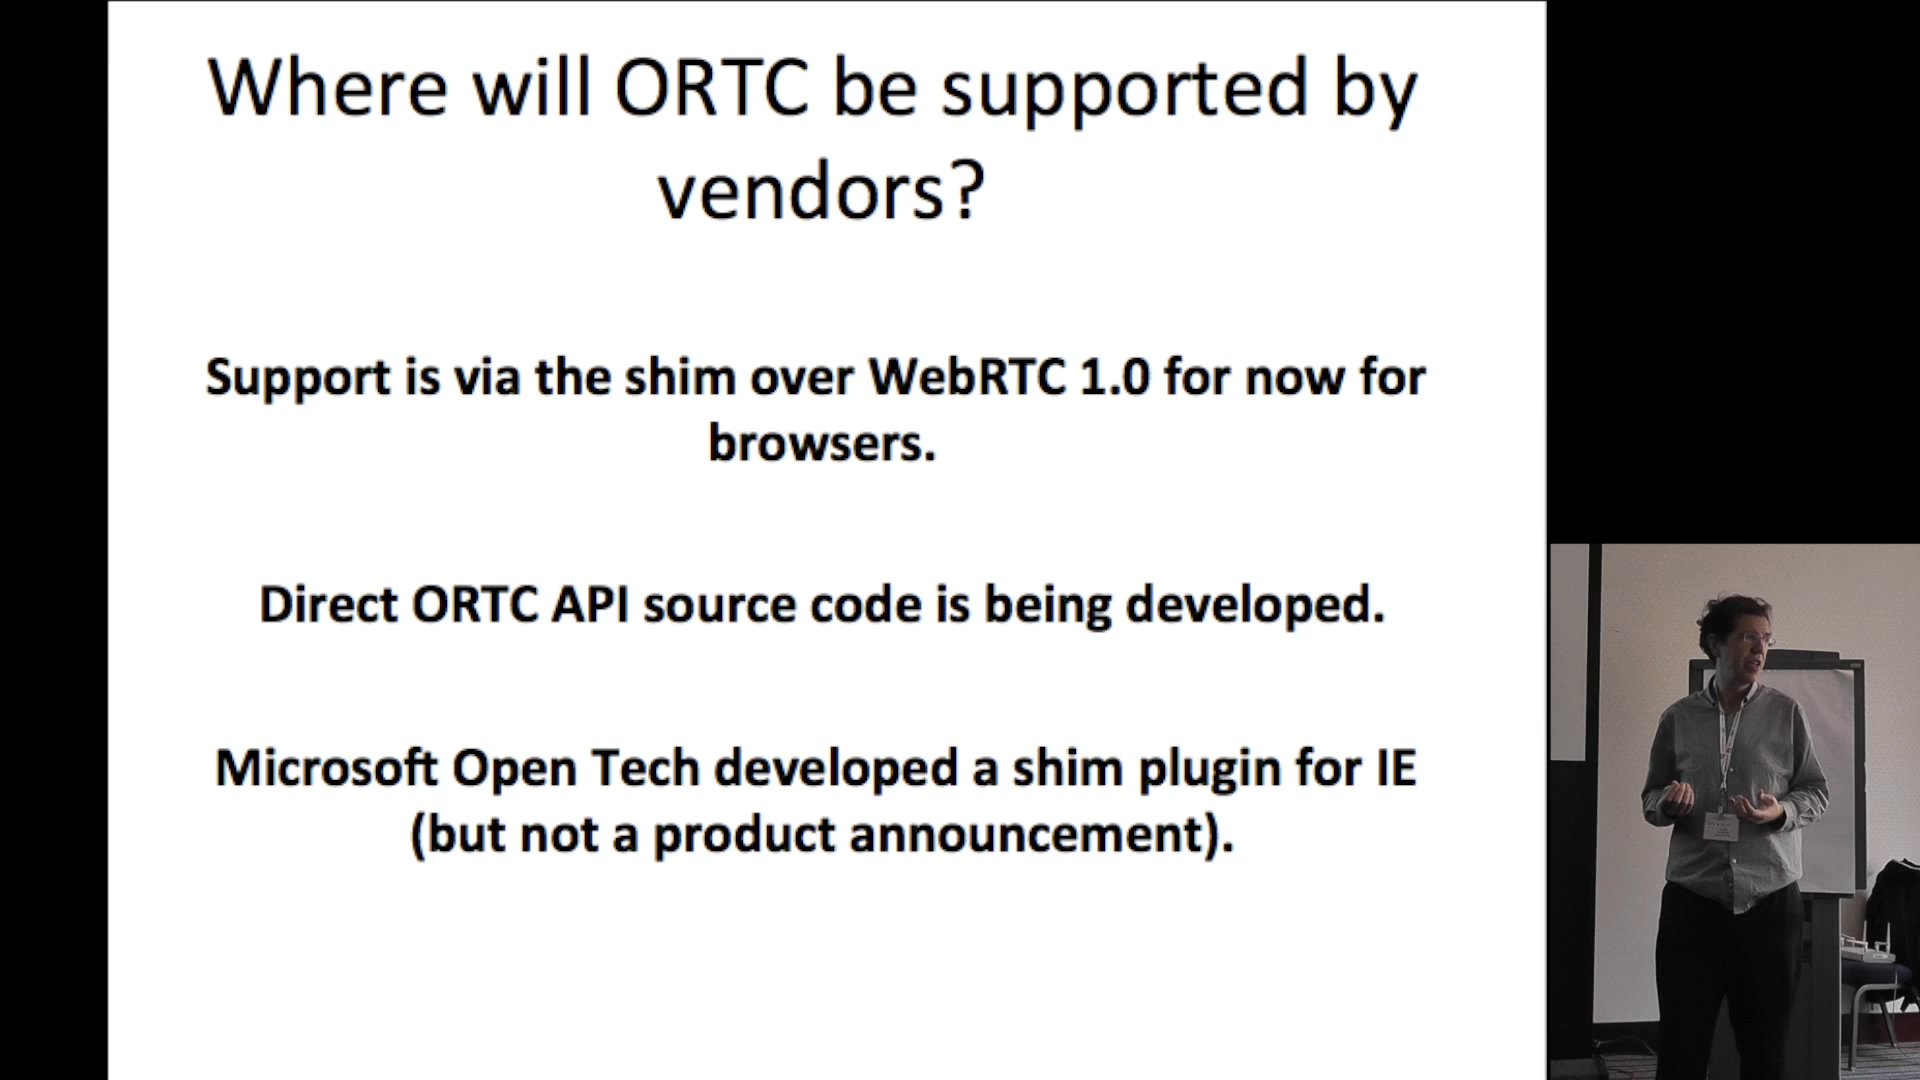 Where will ORTC be supported by
vendors?
Support is via the shim over WebRTC 1.0 for now for
browsers.
Direct ORTC API source code is being developed.
Microsoft Open Tech developed a shim plugin for IE
(but not a product announcement).